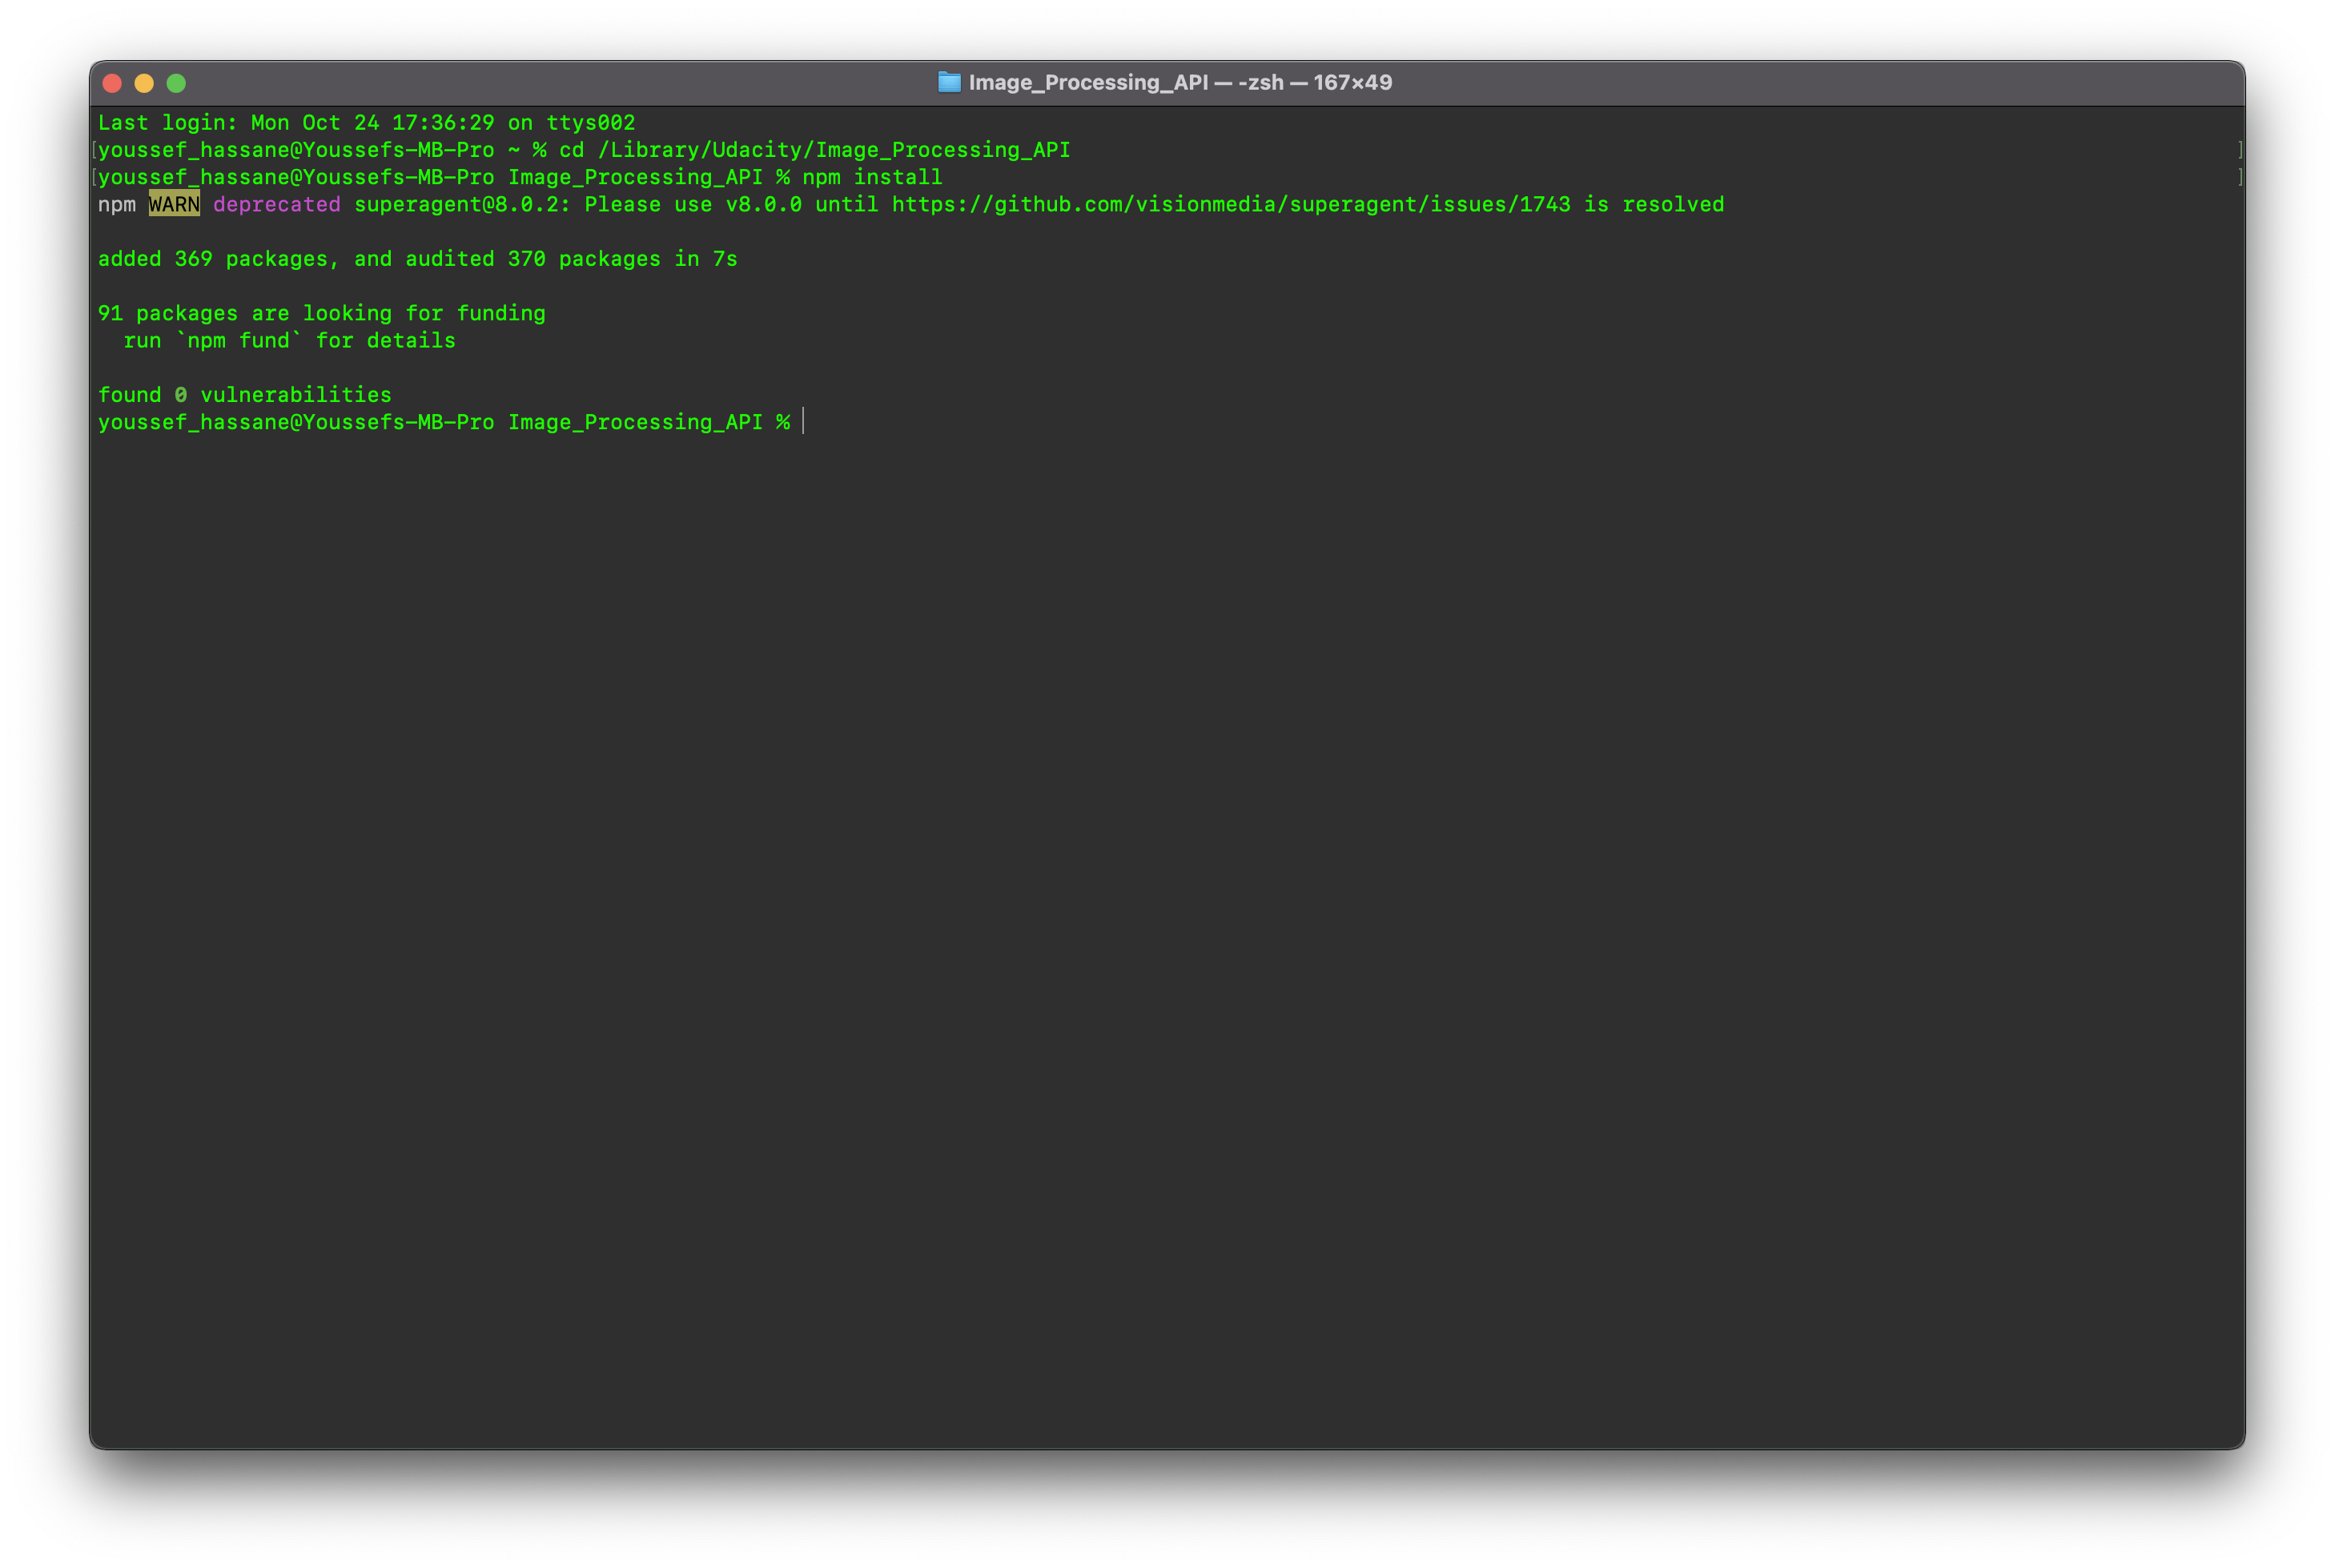 Image_Processing_API — -zsh — 167×49
Last login: Mon Oct 24 17:36:29 on ttys002
[youssef_hassane@Youssefs-MB-Pro ~ % cd /Library/Udacity/Image_Processing_API ]
[youssef_hassane@Youssefs-MB-Pro Image_Processing_API % npm install ]
npm WARN deprecated superagent@8.0.2: Please use v8.0.0 until https://github.com/visionmedia/superagent/issues/1743 is resolved
added 369 packages, and audited 370 packages in 7s
91 packages are looking for funding
  run `npm fund` for details
found 0 vulnerabilities
youssef_hassane@Youssefs-MB-Pro Image_Processing_API %